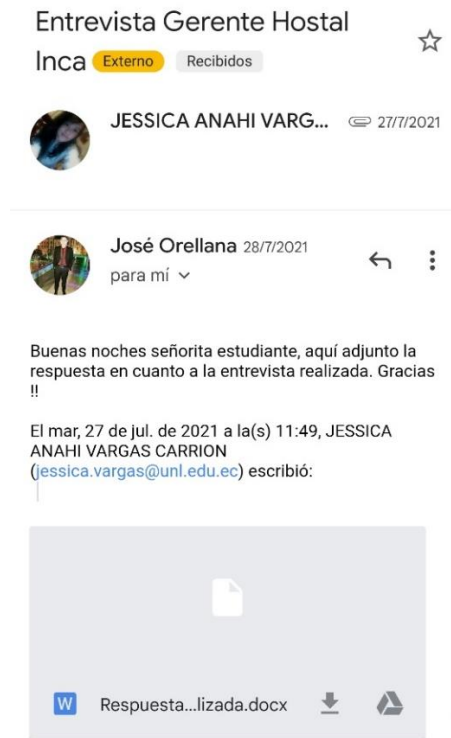 Entrevista Gerente Hostal
Inca Externo Recibidos
JESSICA ANAHI VARG... 27/7/2021
José Orellana 28/7/2021
para mí
Buenas noches señorita estudiante, aquí adjunto la
respuesta en cuanto a la entrevista realizada. Gracias
!!
El mar, 27 de jul. de 2021 a la(s) 11:49, JESSICA
ANAHI VARGAS CARRION
(jessica.vargas@unl.edu.ec) escribió:
W Respuesta...lizada.docx